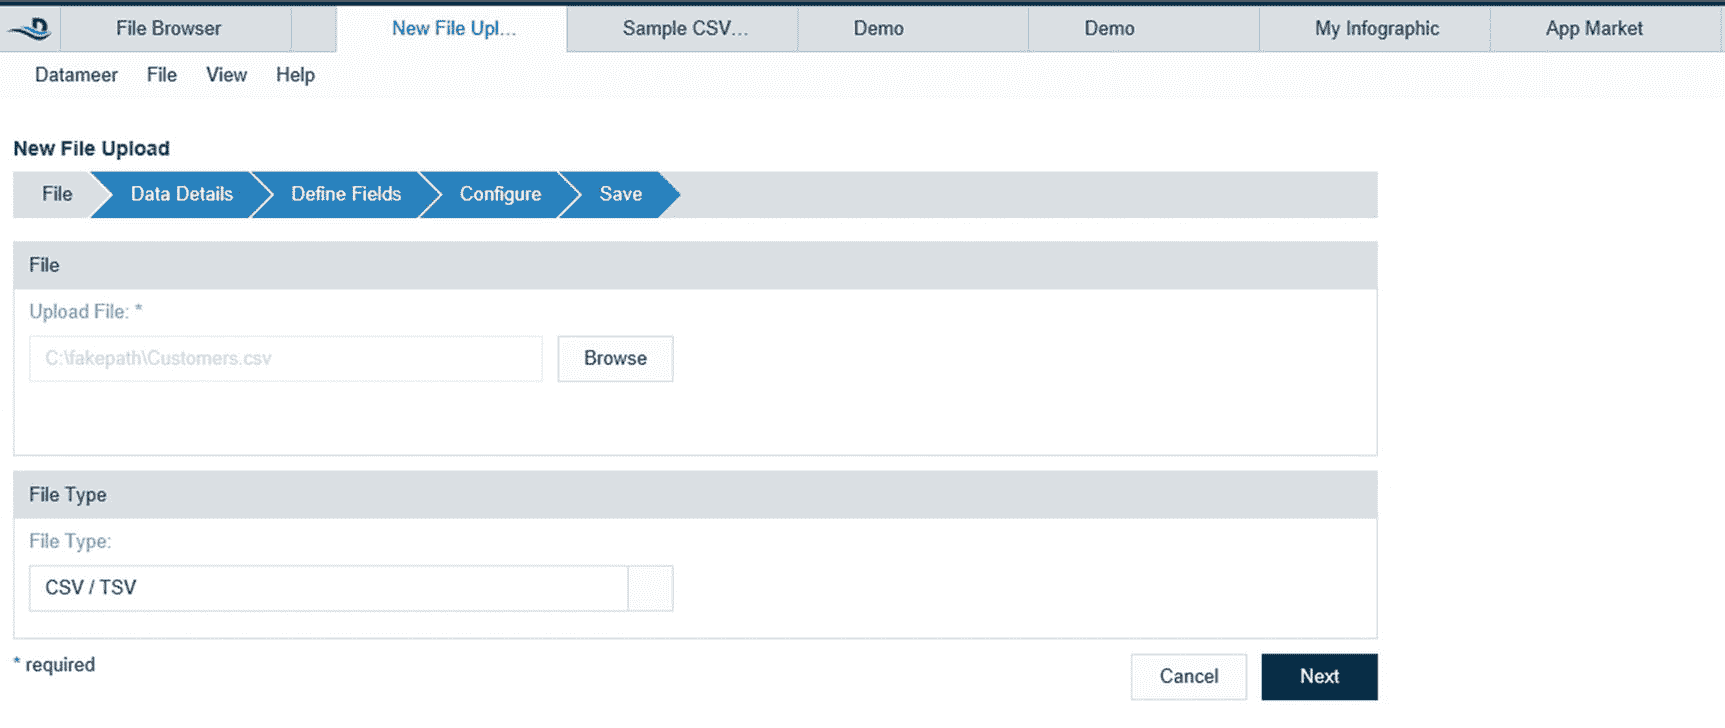 File Browser New File Upl... Sample CSV... Demo Demo My Infographic App Market
Datameer File View Help
New File Upload
File Data Details Define Fields Configure Save
File
Upload File: *
C:\fakepath\Customers.csv Browse
File Type
File Type:
CSV / TSV
* required
Cancel Next